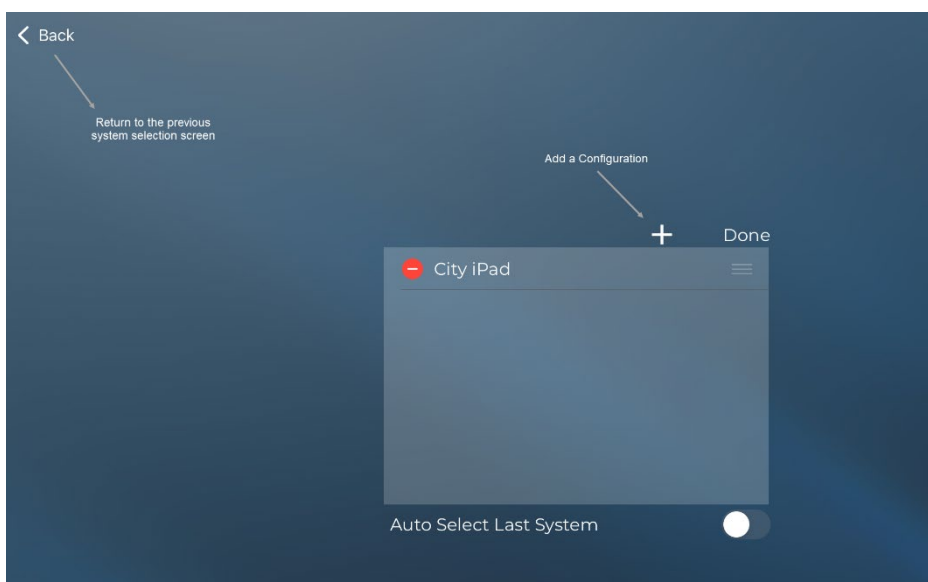 Back
Return to the previous
system selection screen
Add a Configuration
Done
City iPad
Auto Select Last System